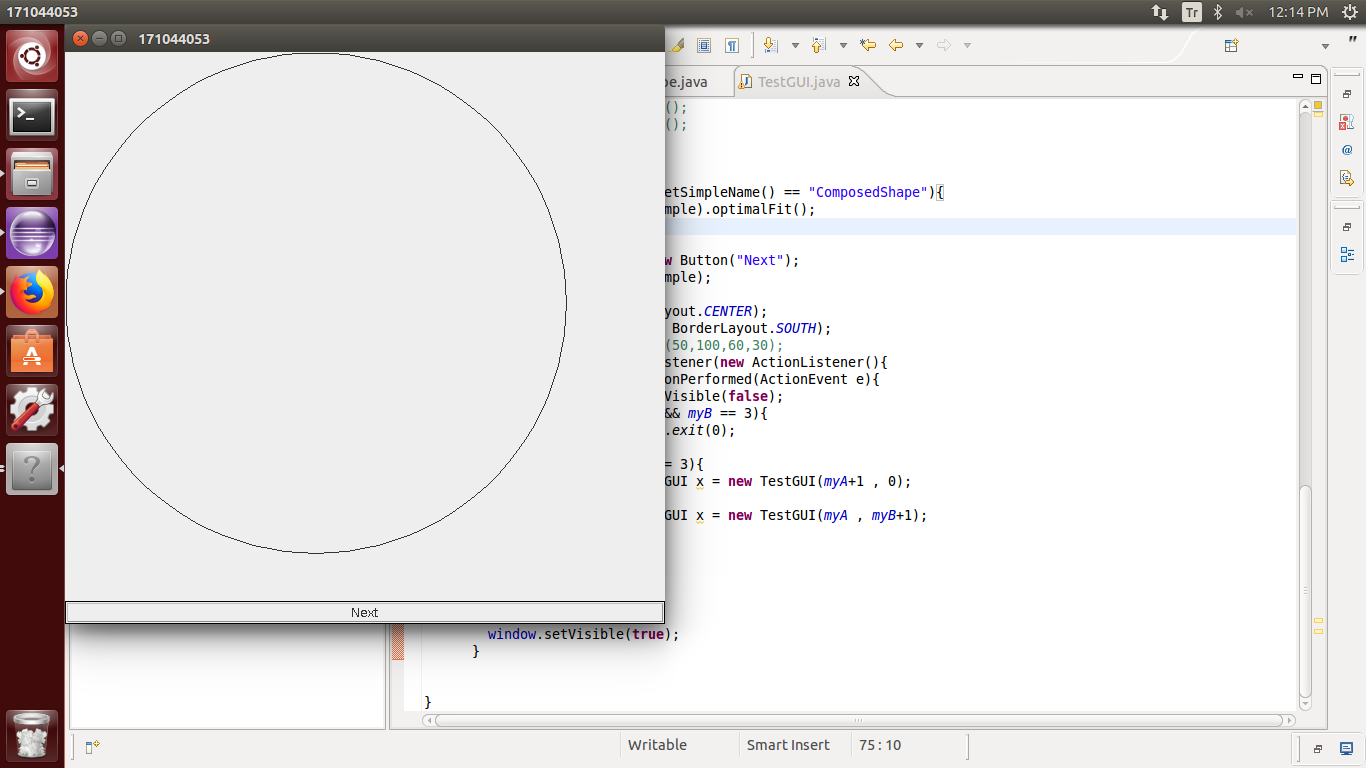 171044053
Tr
12:14 PM
171044053
pe.java
TestGUI.java
();
();
etSimpleName() == "ComposedShape"){
mple).optimalFit();
w Button("Next");
mple);
yout.CENTER);
BorderLayout.SOUTH);
(50,100,60,30);
stener(new ActionListener(){
onPerformed(ActionEvent e){
Visible(false);
&& myB == 3){
.exit(0);
= 3){
GUI x = new TestGUI(myA+1 , 0);
GUI x = new TestGUI(myA , myB+1);
Next
window.setVisible(true);
}
}
Writable
Smart Insert
75 : 10